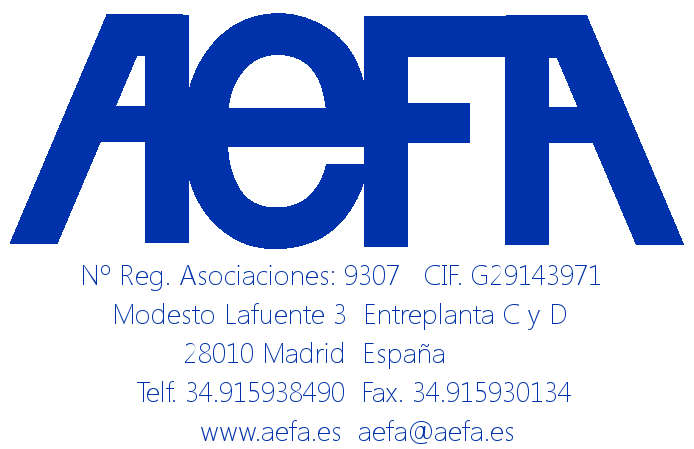 AEFA
Nº Reg. Asociaciones: 9307 CIF. G29143971
Modesto Lafuente 3 Entreplanta C y D
28010 Madrid España
Telf. 34.915938490 Fax. 34.915930134
www.aefa.es aefa@aefa.es